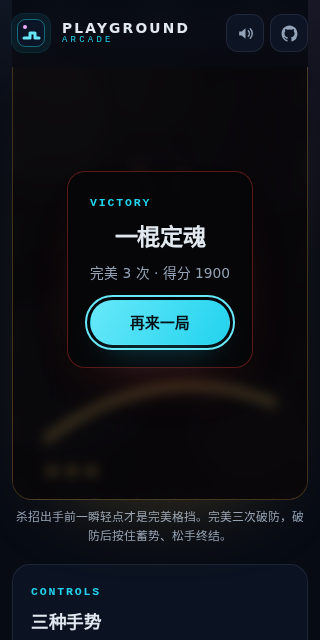 PLAYGROUND
ARCADE
VICTORY
一棍定魂
完美 3 次 · 得分 1900
再来一局
杀招出手前一瞬轻点才是完美格挡。完美三次破防，破
防后按住蓄势、松手终结。
CONTROLS
三种手势